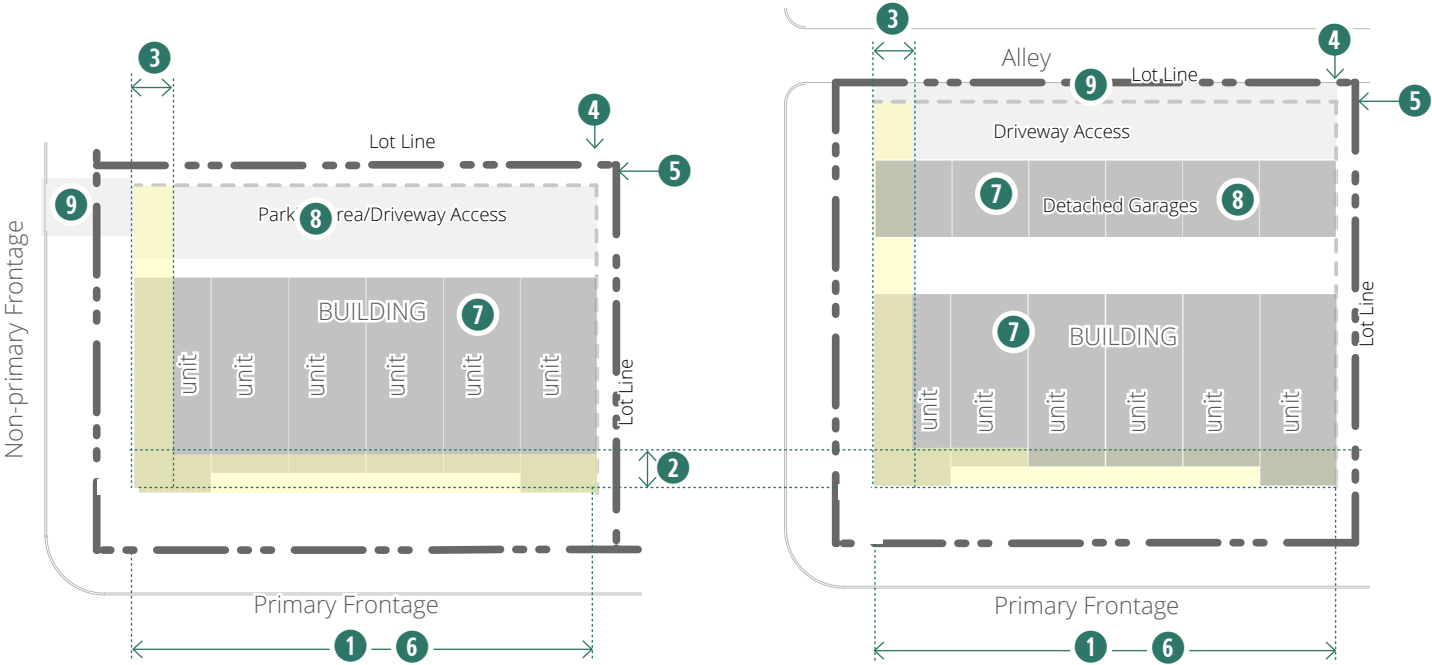 3
4
Lot Line
5
9
Park rea/Driveway Access
8
BUILDING
7
unit
unit
unit
unit
unit
unit
Lot Line
Non-primary Frontage
2
Primary Frontage
1
6
3
4
Alley
Lot Line
9
5
Driveway Access
7
Detached Garages
8
Lot Line
7
BUILDING
unit
unit
unit
unit
unit
unit
Primary Frontage
1
6